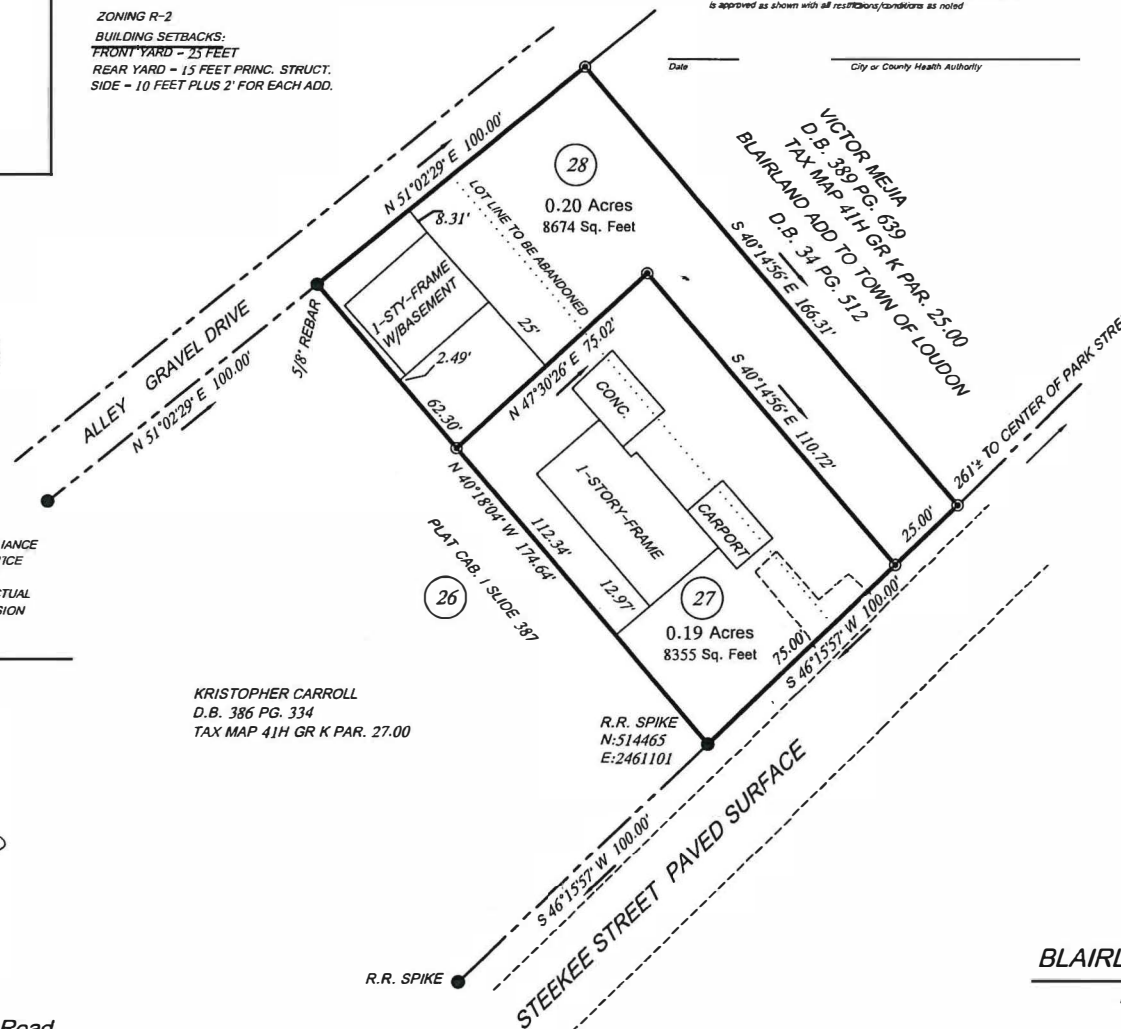 ZONING R-2
BUILDING SETBACKS:
FRONT YARD - 25 FEET
REAR YARD - 15 FEET PRINC. STRUCT.
SIDE - 10 FEET PLUS 2' FOR EACH ADD.
is approved as shown with all restrictions/conditions as noted
Date
City or County Health Authority
VICTOR MEJIA
D.B. 389 PG. 639
TAX MAP 41H GR K PAR. 25.00
BLAIRLAND ADD TO TOWN OF LOUDON
D.B. 34 PG. 512
N 51°02'29" E 100.00'
28
0.20 Acres
8674 Sq. Feet
LOT LINE TO BE ABANDONED
8.31'
1-STY-FRAME
W/BASEMENT
25'
2.49'
62.30'
5/8" REBAR
ALLEY GRAVEL DRIVE
N 51°02'29" E 100.00'
S 40°14'56" E 166.31'
N 47°30'26" E 75.02'
S 40°14'56" E 110.72'
261'± TO CENTER OF PARK STRE
25.00'
CONC.
1-STORY-FRAME
CARPORT
N 40°18'04" W 174.64'
112.34'
12.97'
PLAT CAB. 1 SLIDE 387
26
27
0.19 Acres
8355 Sq. Feet
75.00'
S 46°15'57" W 100.00'
IANCE
CTUAL
SION
KRISTOPHER CARROLL
D.B. 386 PG. 334
TAX MAP 41H GR K PAR. 27.00
R.R. SPIKE
N:514465
E:2461101
S 46°15'57" W 100.00'
STEEKEE STREET PAVED SURFACE
R.R. SPIKE
BLAIRL
Road